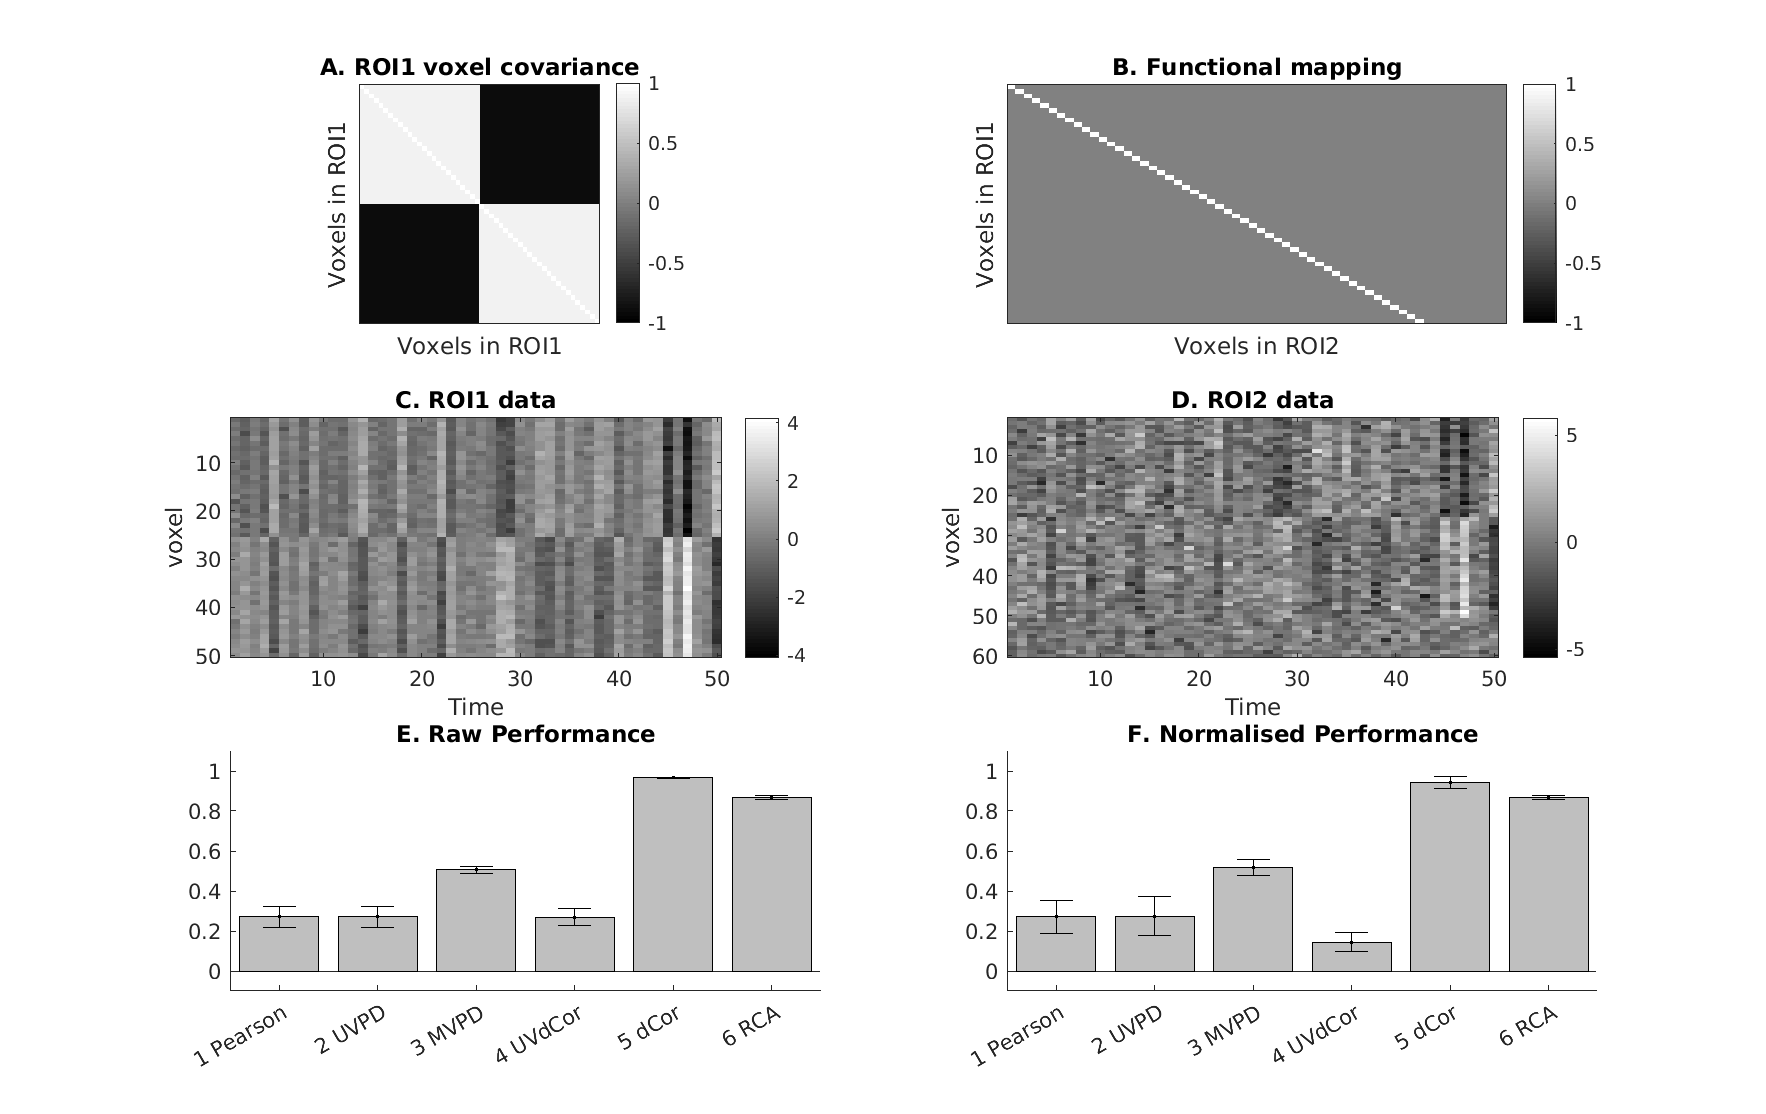 A. ROI1 voxel covariance
Voxels in ROI1
Voxels in ROI1
1
0.5
0
-0.5
-1
B. Functional mapping
Voxels in ROI1
Voxels in ROI2
1
0.5
0
-0.5
-1
C. ROI1 data
voxel
10
20
30
40
50
10
20
30
40
50
Time
4
2
0
-2
-4
D. ROI2 data
voxel
10
20
30
40
50
60
10
20
30
40
50
Time
5
0
-5
E. Raw Performance
1
0.8
0.6
0.4
0.2
0
1 Pearson
2 UVPD
3 MVPD
4 UVdCor
5 dCor
6 RCA
F. Normalised Performance
1
0.8
0.6
0.4
0.2
0
1 Pearson
2 UVPD
3 MVPD
4 UVdCor
5 dCor
6 RCA